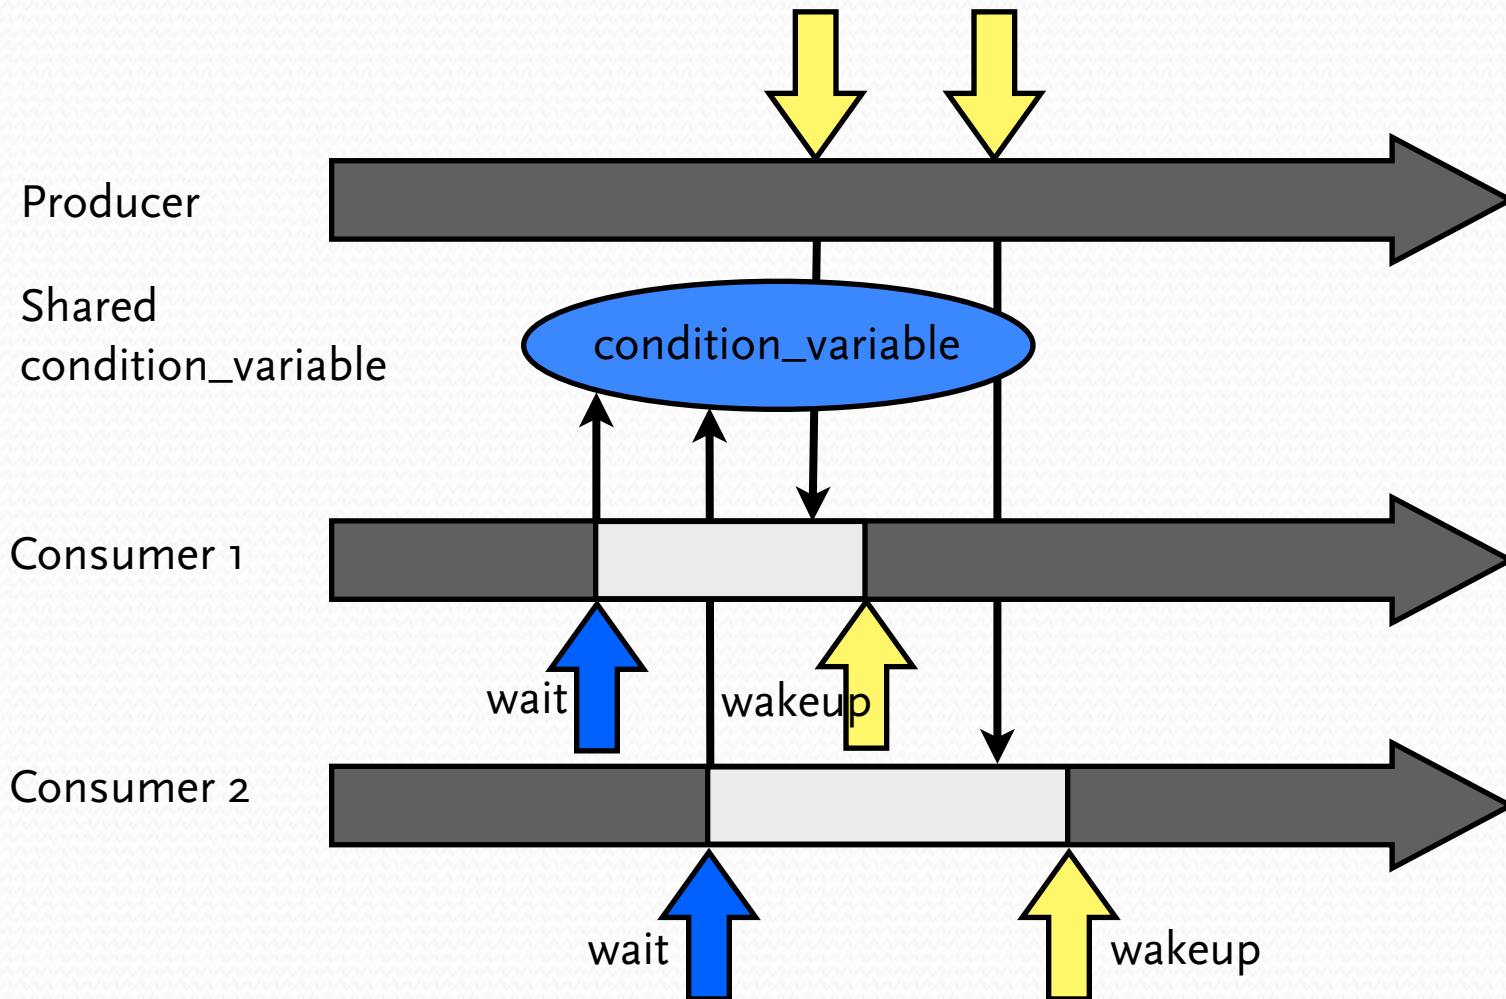 Producer
Shared
condition_variable
condition_variable
Consumer 1
wait
wakeup
Consumer 2
wait
wakeup